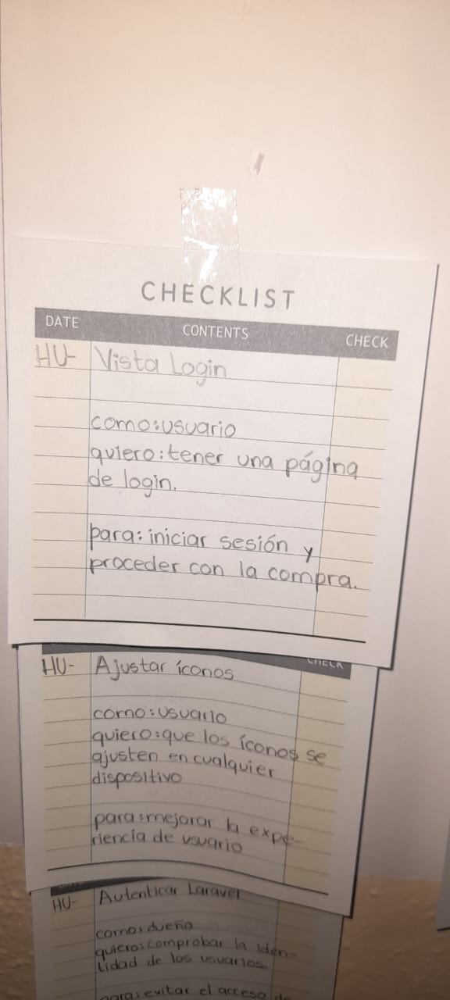 CHECKLIST
DATE CONTENTS CHECK
HU- Vista Login
como:usuario
quiero:tener una página
de login.
para:iniciar sesión y
proceder con la compra.
CHECK
HU- Ajustar íconos
como:usuario
quiero:que los íconos se
ajusten en cualquier
dispositivo
para:mejorar la expe-
riencia de usuario
HU- Autenticar Laravel
como:dueño
quiero:comprobar la iden-
tidad de los usuarios.
para:evitar el acceso de